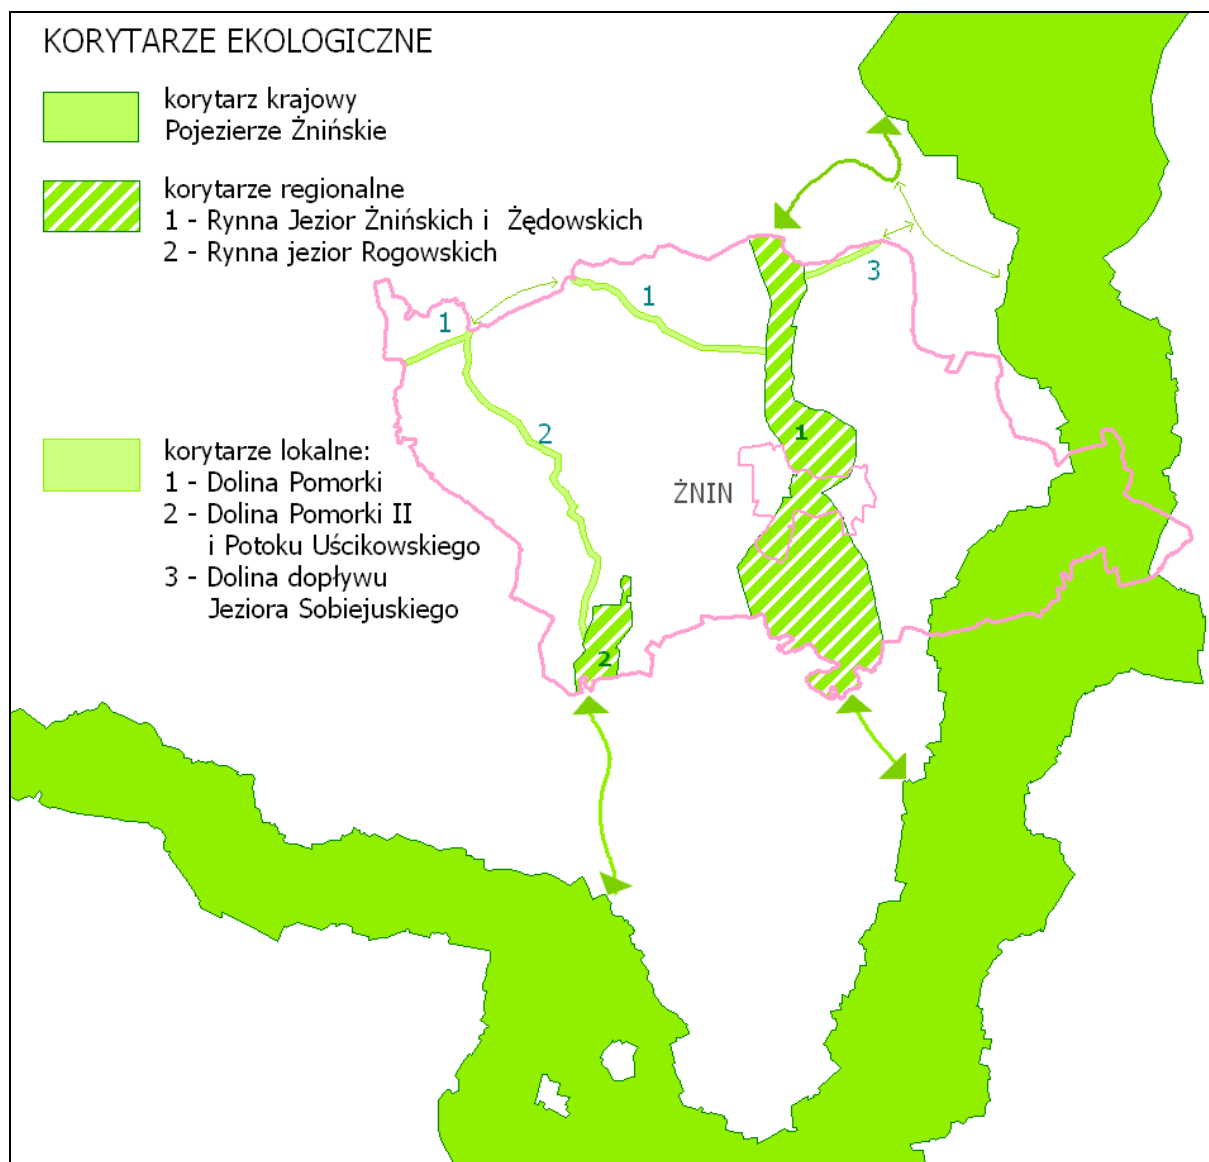 KORYTARZE EKOLOGICZNE
korytarz krajowy
Pojezierze Żnińskie
korytarze regionalne
1 - Rynna Jezior Żnińskich i Żędowskich
2 - Rynna jezior Rogowskich
korytarze lokalne:
1 - Dolina Pomorki
2 - Dolina Pomorki II
i Potoku Uścikowskiego
3 - Dolina dopływu
Jeziora Sobiejuskiego
3
1
1
2
1
ŻNIN
2